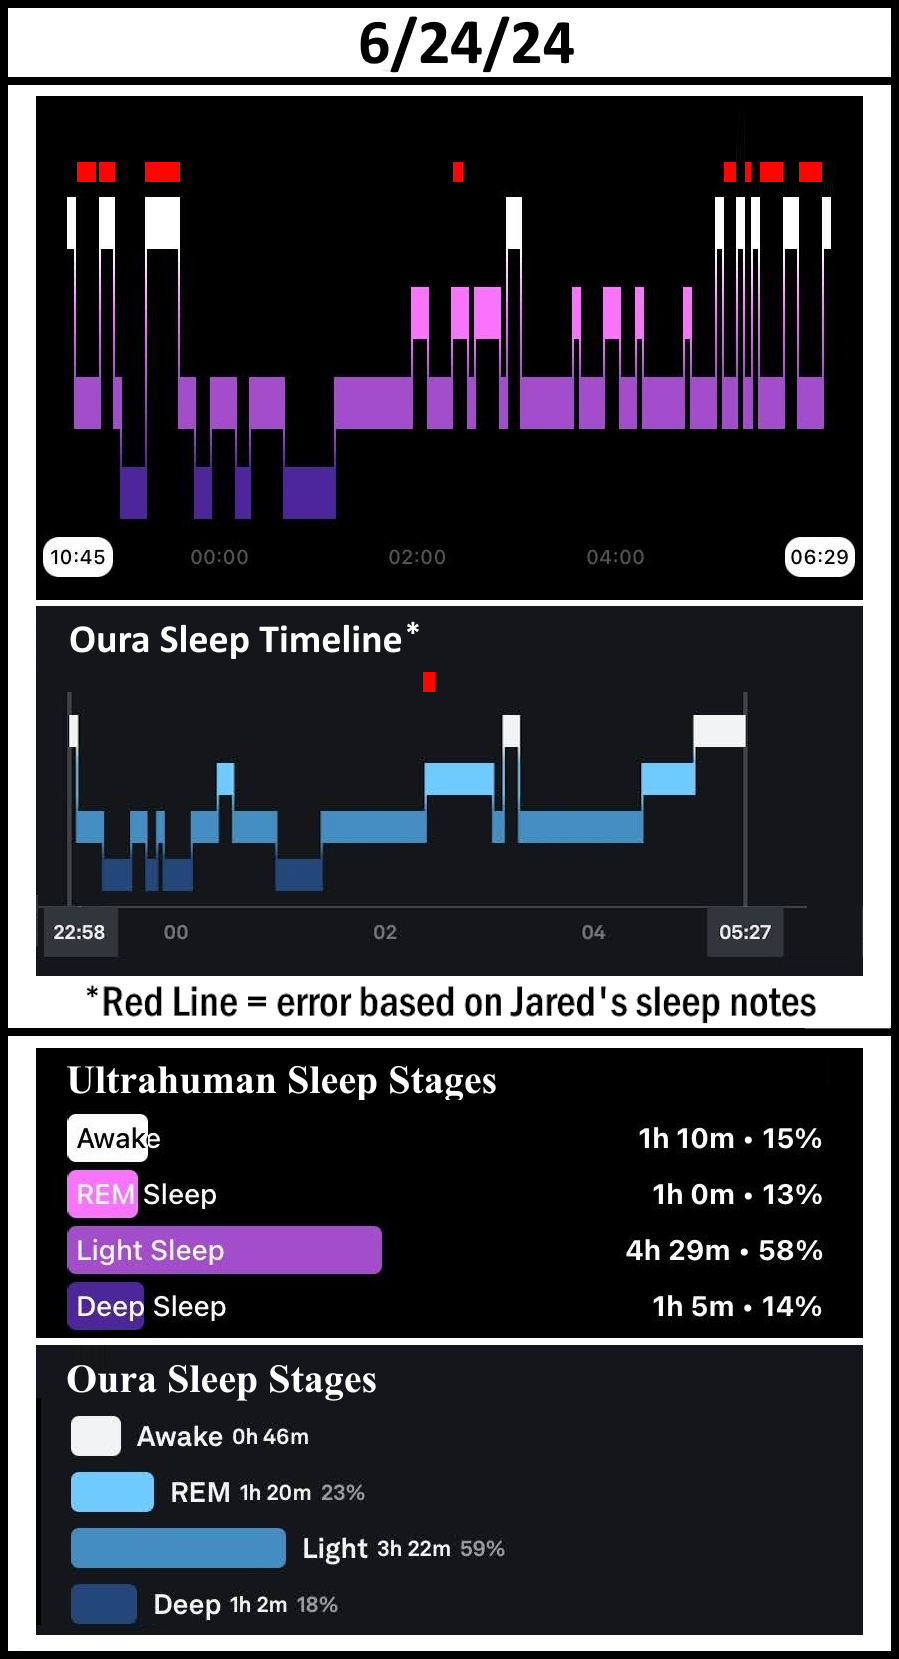 6/24/24
10:45 00:00 02:00 04:00 06:29
Oura Sleep Timeline*
22:58 00 02 04 05:27
*Red Line = error based on Jared's sleep notes
Ultrahuman Sleep Stages
Awake 1h 10m • 15%
REM Sleep 1h 0m • 13%
Light Sleep 4h 29m • 58%
Deep Sleep 1h 5m • 14%
Oura Sleep Stages
Awake 0h 46m
REM 1h 20m 23%
Light 3h 22m 59%
Deep 1h 2m 18%